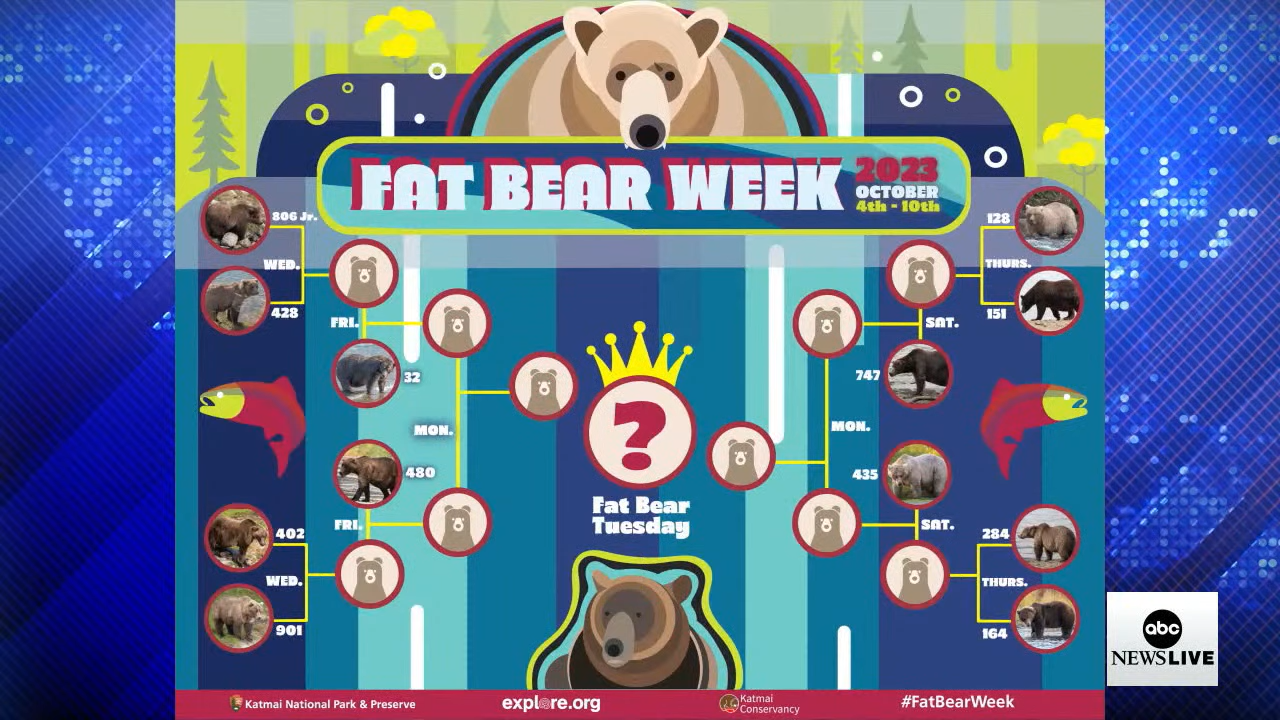 FAT BEAR WEEK
2023
OCTOBER
4th - 10th
806 Jr.
WED.
428
FRI.
32
MON.
480
FRI.
402
WED.
901
128
THURS.
151
SAT.
747
MON.
435
SAT.
284
THURS.
164
?
Fat Bear
Tuesday
Katmai National Park & Preserve
explore.org
Katmai
Conservancy
#FatBearWeek
abc
NEWS LIVE